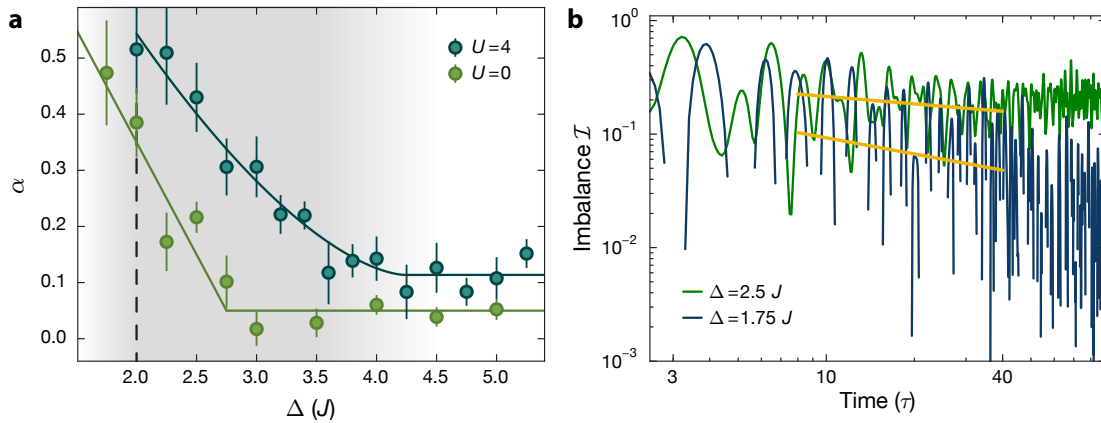 a
α
0.5
0.4
0.3
0.2
0.1
0.0
2.0 2.5 3.0 3.5 4.0 4.5 5.0
Δ (J)
U = 4
U = 0
b
Imbalance I
10⁰
10⁻¹
10⁻²
10⁻³
3 10 40
Time (τ)
Δ = 2.5 J
Δ = 1.75 J